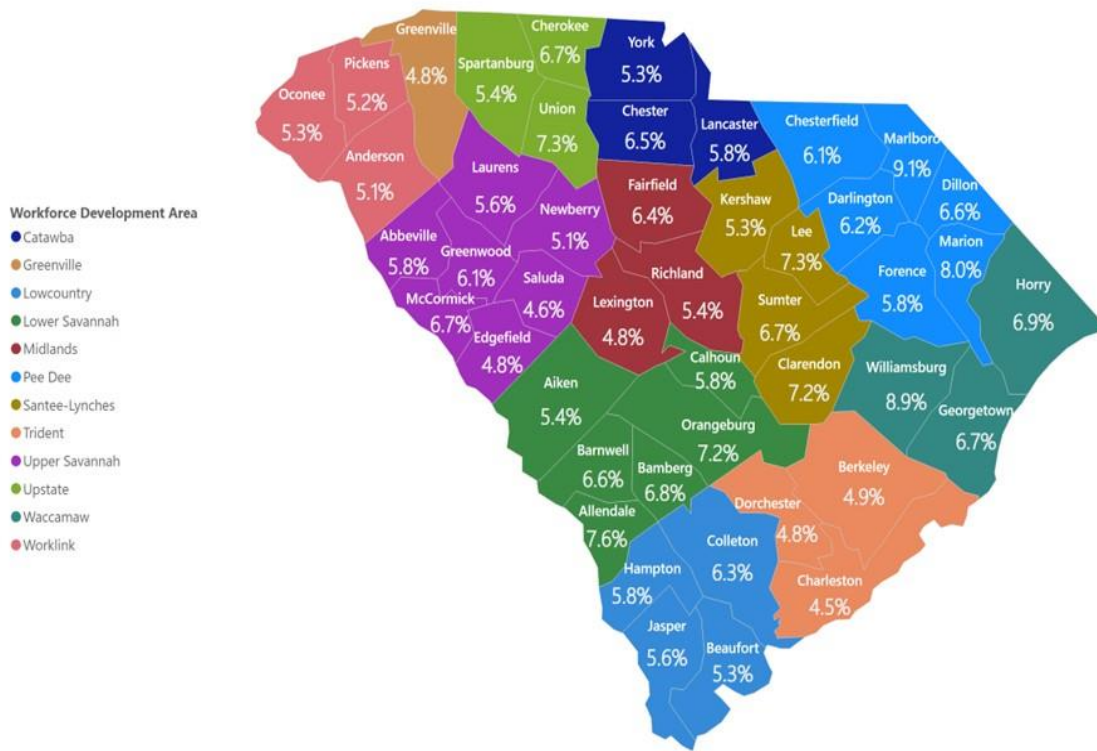 Workforce Development Area
Catawba
Greenville
Lowcountry
Lower Savannah
Midlands
Pee Dee
Santee-Lynches
Trident
Upper Savannah
Upstate
Waccamaw
Worklink
Oconee
5.3%
Pickens
5.2%
Anderson
5.1%
Greenville
4.8%
Spartanburg
5.4%
Cherokee
6.7%
Union
7.3%
York
5.3%
Chester
6.5%
Lancaster
5.8%
Chesterfield
6.1%
Marlboro
9.1%
Darlington
6.2%
Dillon
6.6%
Marion
8.0%
Forence
5.8%
Laurens
5.6%
Newberry
5.1%
Abbeville
5.8%
Greenwood
6.1%
McCormick
6.7%
Saluda
4.6%
Edgefield
4.8%
Fairfield
6.4%
Richland
5.4%
Lexington
4.8%
Kershaw
5.3%
Lee
7.3%
Sumter
6.7%
Clarendon
7.2%
Horry
6.9%
Williamsburg
8.9%
Georgetown
6.7%
Aiken
5.4%
Calhoun
5.8%
Orangeburg
7.2%
Barnwell
6.6%
Bamberg
6.8%
Allendale
7.6%
Berkeley
4.9%
Dorchester
4.8%
Charleston
4.5%
Colleton
6.3%
Hampton
5.8%
Jasper
5.6%
Beaufort
5.3%